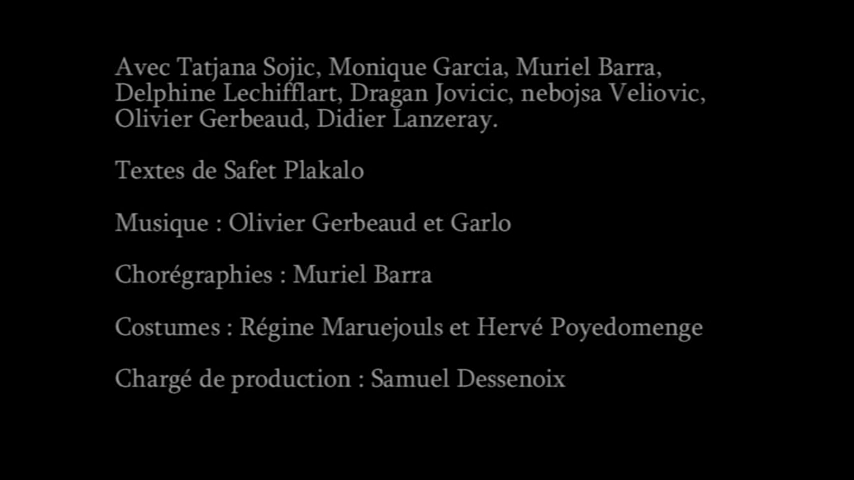 Avec Tatjana Sojic, Monique Garcia, Muriel Barra,
Delphine Lechifflart, Dragan Jovicic, nebojsa Veliovic,
Olivier Gerbeaud, Didier Lanzeray.
Textes de Safet Plakalo
Musique : Olivier Gerbeaud et Garlo
Chorégraphies : Muriel Barra
Costumes : Régine Maruejouls et Hervé Poyedomenge
Chargé de production : Samuel Dessenoix